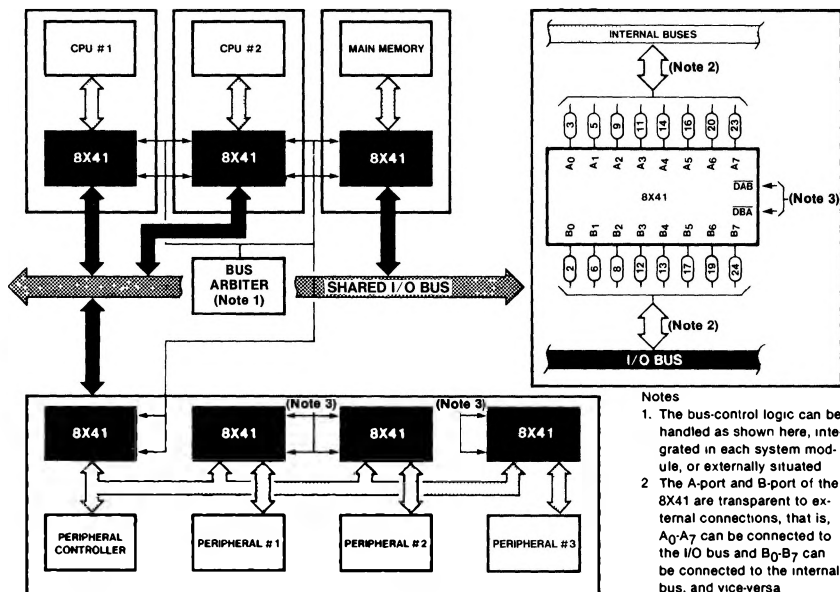 CPU #1
CPU #2
MAIN MEMORY
8X41
8X41
8X41
BUS
ARBITER
(Note 1)
SHARED I/O BUS
(Note 3)
(Note 3)
8X41
8X41
8X41
8X41
PERIPHERAL
CONTROLLER
PERIPHERAL #1
PERIPHERAL #2
PERIPHERAL #3
INTERNAL BUSES
(Note 2)
3 5 9 11 14 16 20 23
A0 A1 A2 A3 A4 A5 A6 A7
8X41
DAB
DBA
(Note 3)
B0 B1 B2 B3 B4 B5 B6 B7
2 6 8 12 13 17 19 24
(Note 2)
I/O BUS
Notes
1. The bus-control logic can be
handled as shown here, inte-
grated in each system mod-
ule, or externally situated
2 The A-port and B-port of the
8X41 are transparent to ex-
ternal connections, that is,
A0-A7 can be connected to
the I/O bus and B0-B7 can
be connected to the internal
bus, and vice-versa